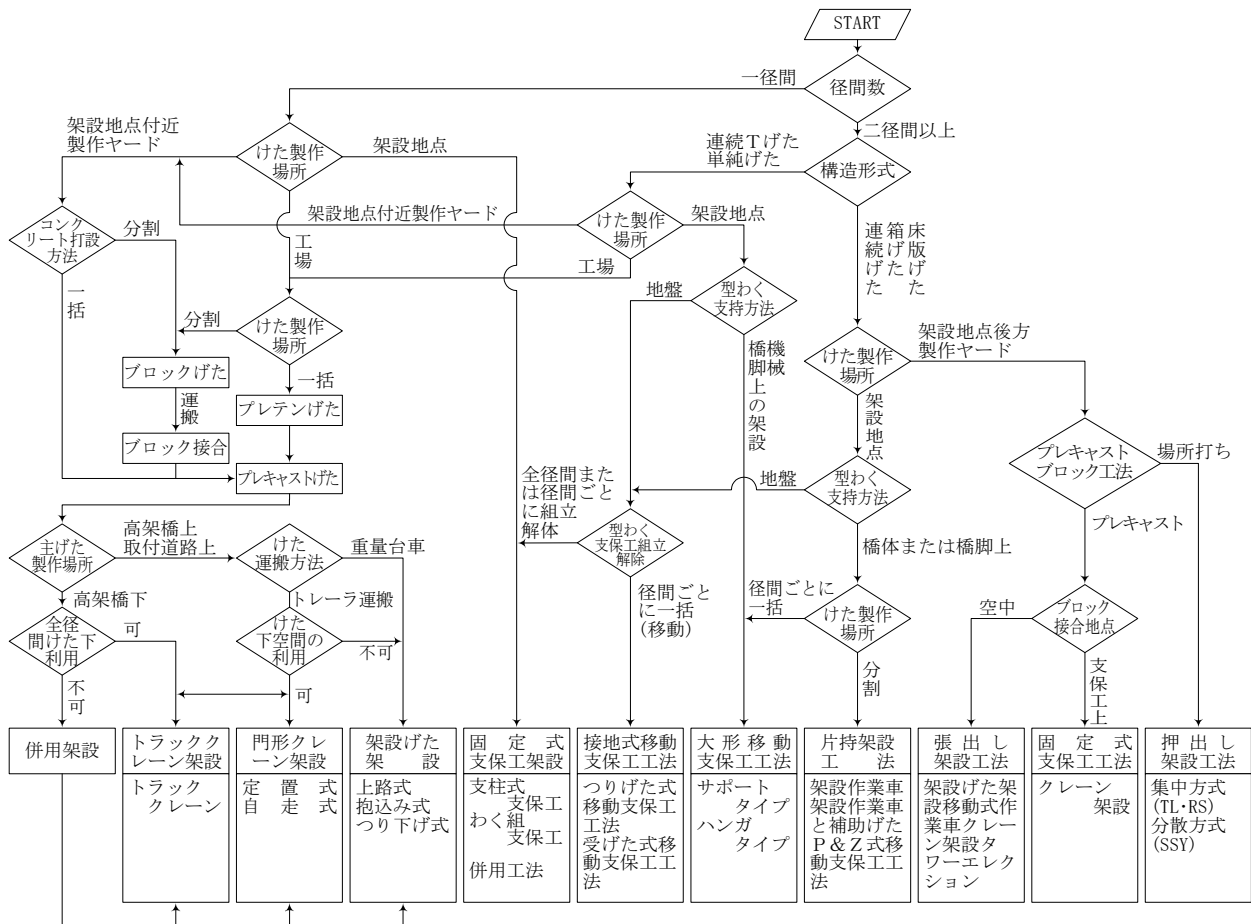 START
径間数
一径間
二径間以上
構造形式
連続Tげた
単純げた
架設地点付近
製作ヤード
けた製作
場所
架設地点
けた製作
場所
架設地点付近製作ヤード
架設地点
コンク
リート打設
方法
分割
一括
工場
工場
床版げた
箱げた
連続げた
地盤
型わく
支持方法
けた製作
場所
分割
一括
ブロックげた
運搬
ブロック接合
プレテンげた
プレキャストげた
機械
橋脚上の架設
けた製作
場所
架設地点後方
製作ヤード
架設地点
プレキャスト
ブロック工法
場所打ち
プレキャスト
地盤
型わく
支持方法
全径間また
は径間ごと
に組立
解体
型わく
支保工組立
解除
橋体または橋脚上
主げた
製作場所
高架橋上
取付道路上
けた
運搬方法
重量台車
高架橋下
トレーラ運搬
径間ごと
に一括
(移動)
径間ごとに
一括
けた製作
場所
分割
空中
ブロック
接合地点
支保工上
全径
間けた下
利用
可
不可
けた
下空間の
利用
不可
可
併用架設
トラックク
レーン架設
トラック
クレーン
門形クレ
ーン架設
定置式
自走式
架設げた
架設
上路式
抱込み式
つり下げ式
固定式
支保工架設
支柱式
支保工
わく組
支保工
併用工法
接地式移動
支保工工法
つりげた式
移動支保工
工法
受げた式移
動支保工工
法
大形移動
支保工工法
サポート
タイプ
ハンガ
タイプ
片持架設
工法
架設作業車
架設作業車
と補助げた
P&Z式移
動支保工工
法
張出し
架設工法
架設げた架
設移動式作
業車クレー
ン架設タ
ワーエレク
ション
固定式
支保工工法
クレーン
架設
押出し
架設工法
集中方式
(TL・RS)
分散方式
(SSY)